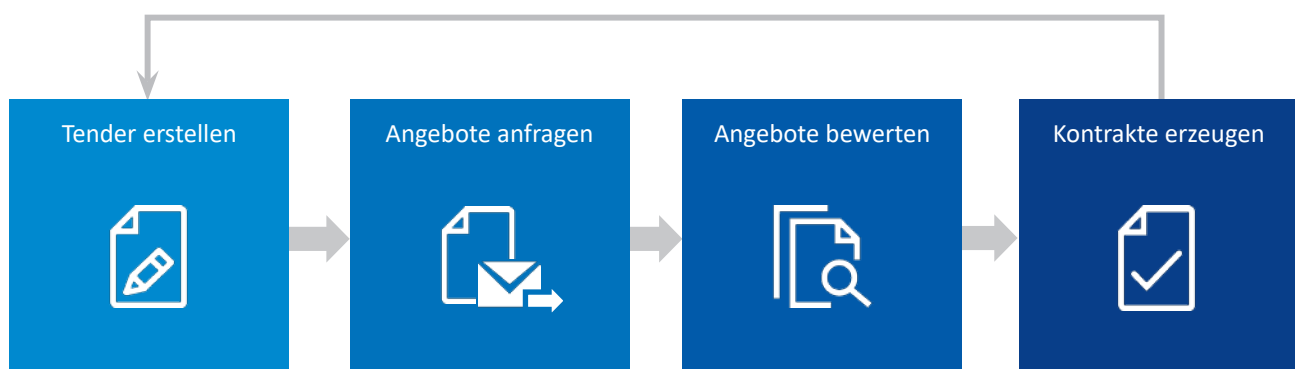 Tender erstellen
Angebote anfragen
Angebote bewerten
Kontrakte erzeugen